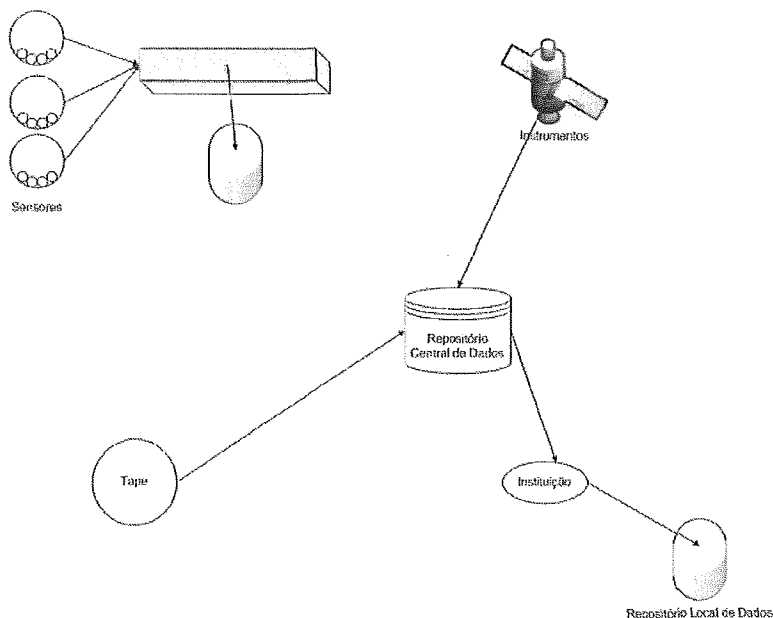 Sensores
Instrumentos
Repositório
Central de Dados
Tape
Instituição
Repositório Local de Dados